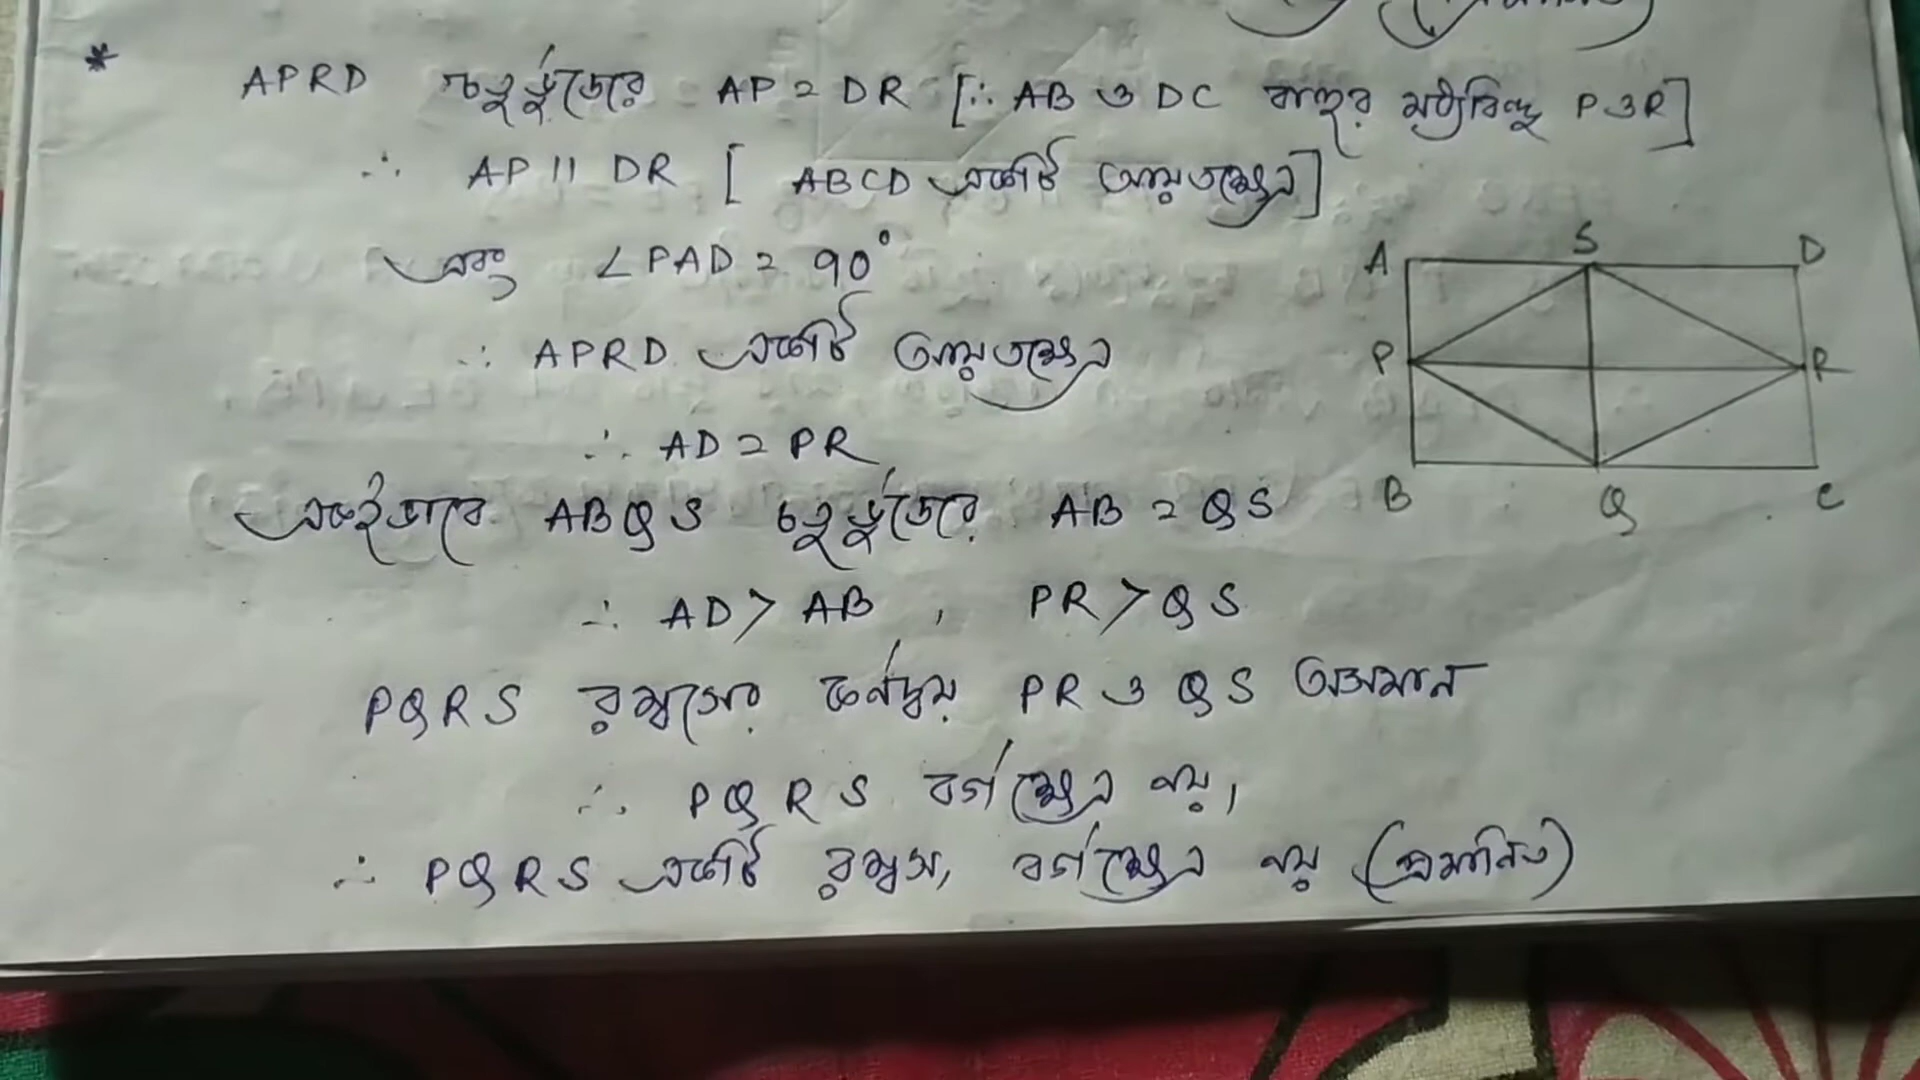 *
APRD চতুর্ভুজের AP = DR [∵ AB ও DC বাহুর মধ্যবিন্দু P ও R]
∴ AP || DR [ ABCD একটি আয়তক্ষেত্র]
এবং ∠PAD = 90°
∴ APRD একটি আয়তক্ষেত্র
∴ AD = PR
একইভাবে ABQS চতুর্ভুজের AB = QS
∴ AD > AB , PR > QS
PQRS রম্বসের কর্ণদ্বয় PR ও QS অসমান
∴ PQRS বর্গক্ষেত্র নয়,
∴ PQRS একটি রম্বস, বর্গক্ষেত্র নয় (প্রমানিত)
A S D
P R
B Q C